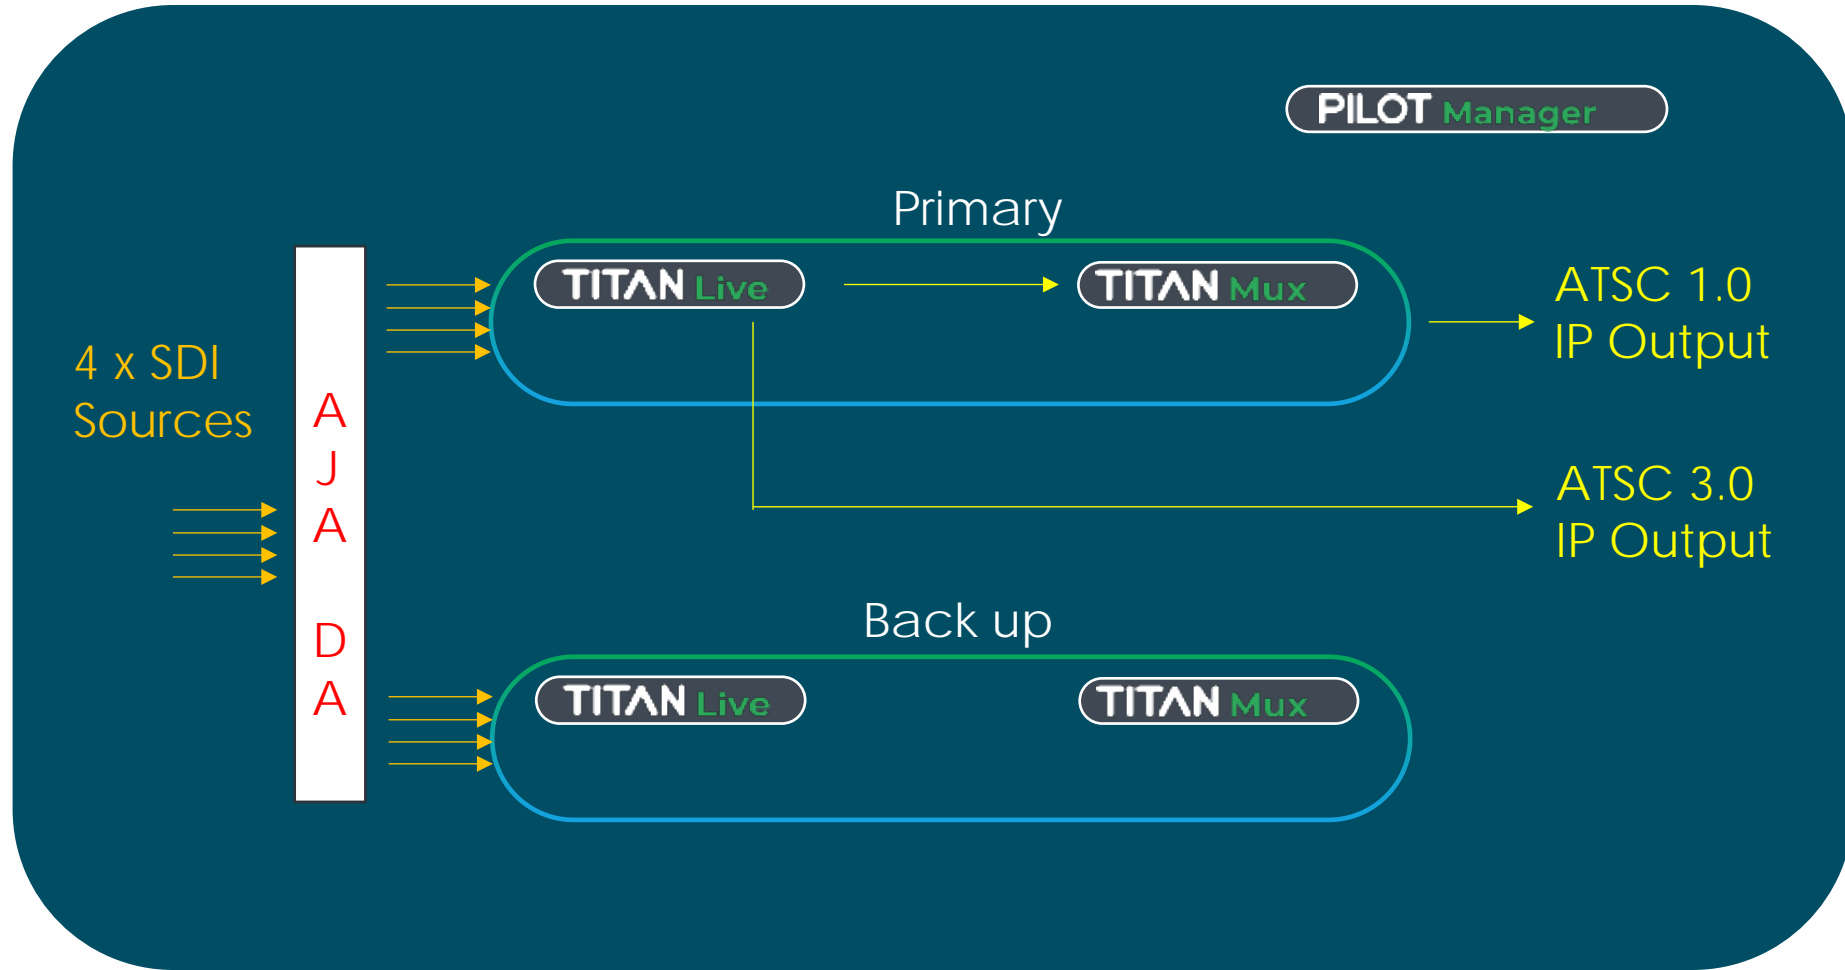 PILOT Manager
Primary
TITAN Live
TITAN Mux
ATSC 1.0
IP Output
4 x SDI
Sources
A
J
A
D
A
ATSC 3.0
IP Output
Back up
TITAN Live
TITAN Mux